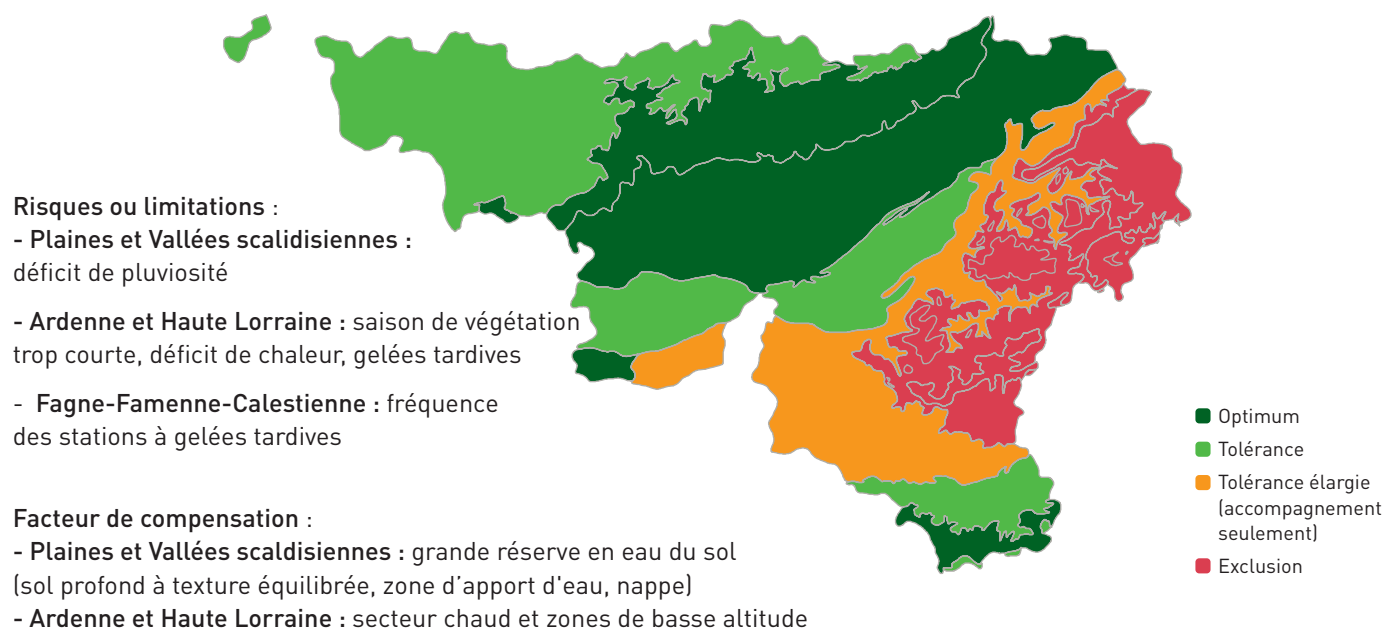 Risques ou limitations :
- Plaines et Vallées scalidisiennes :
déficit de pluviosité
- Ardenne et Haute Lorraine : saison de végétation
trop courte, déficit de chaleur, gelées tardives
- Fagne-Famenne-Calestienne : fréquence
des stations à gelées tardives
Facteur de compensation :
- Plaines et Vallées scaldisiennes : grande réserve en eau du sol
(sol profond à texture équilibrée, zone d’apport d'eau, nappe)
- Ardenne et Haute Lorraine : secteur chaud et zones de basse altitude
Optimum
Tolérance
Tolérance élargie
(accompagnement
seulement)
Exclusion